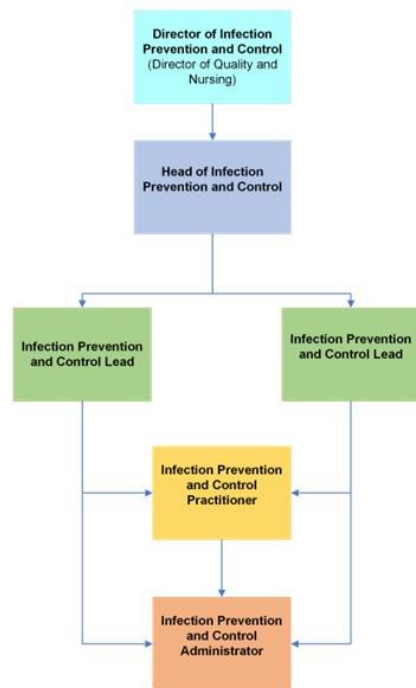 Director of Infection
Prevention and Control
(Director of Quality and
Nursing)
Head of Infection
Prevention and Control
Infection Prevention
and Control Lead
Infection Prevention
and Control Lead
Infection Prevention
and Control
Practitioner
Infection Prevention
and Control
Administrator